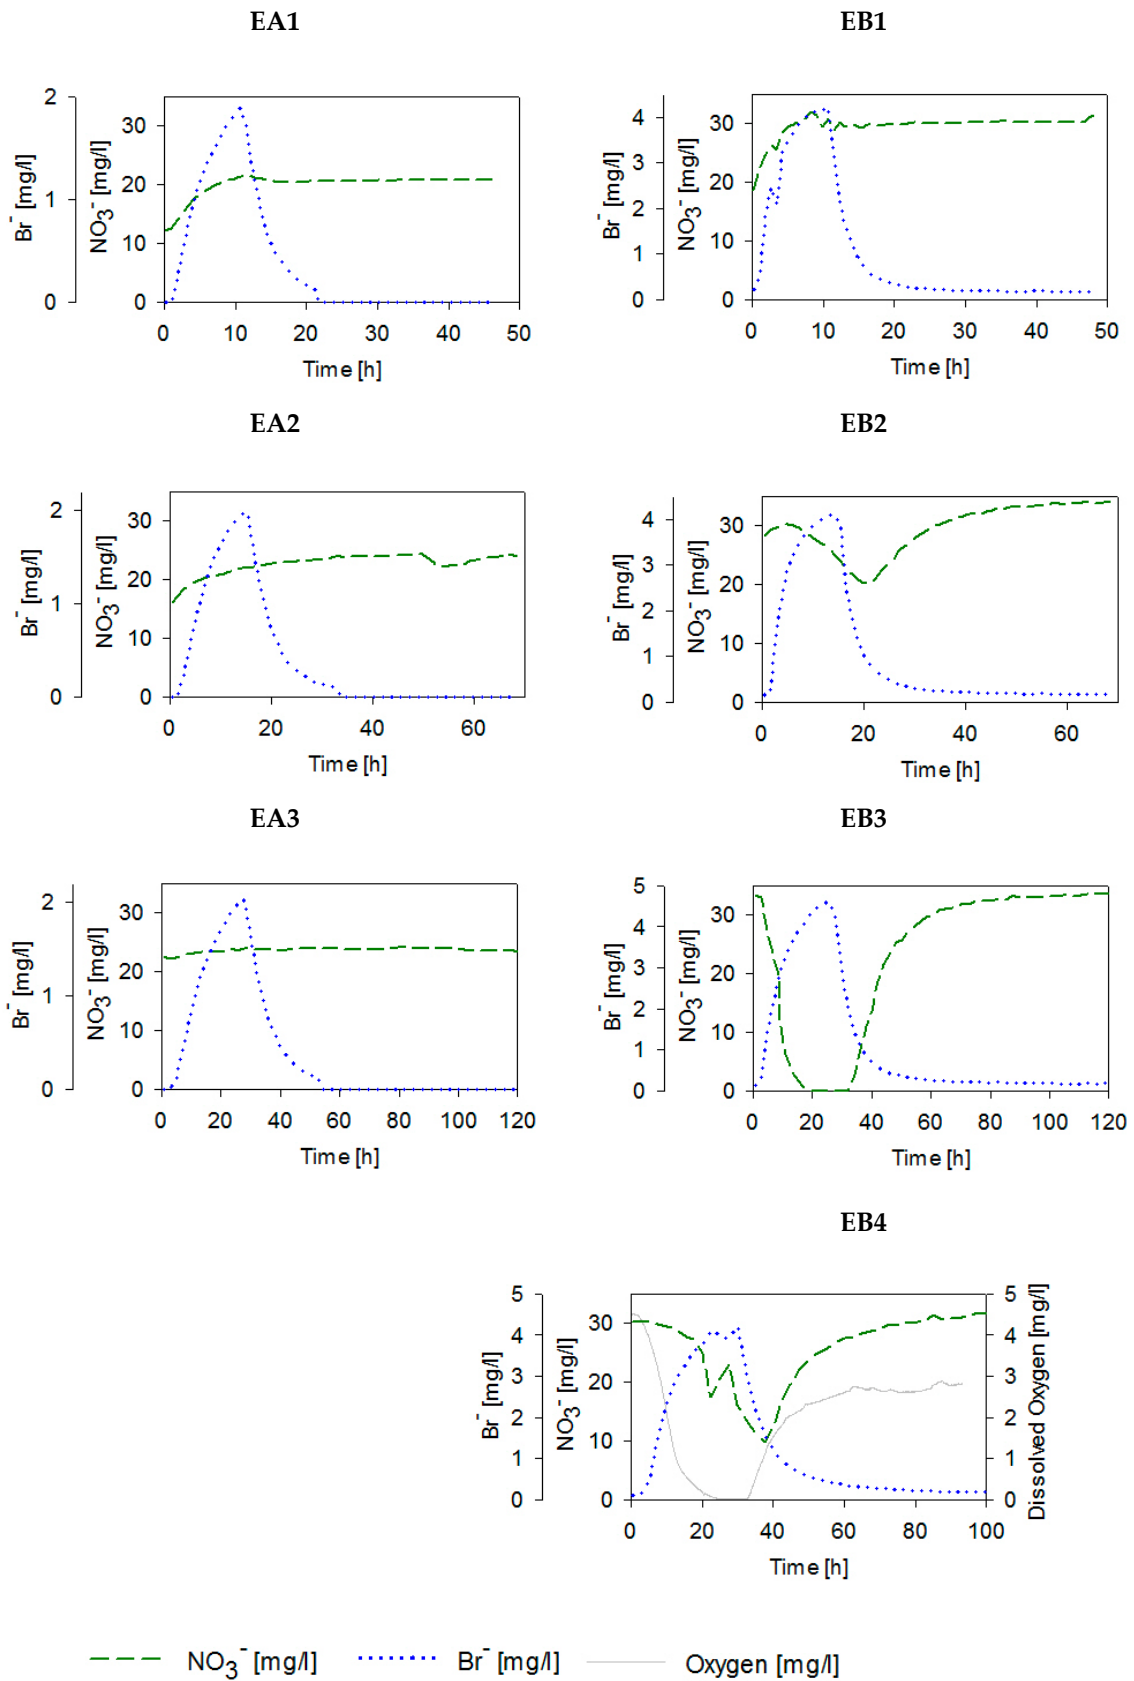 EA1
EB1
2
1
0
Br⁻ [mg/l]
NO₃⁻ [mg/l]
30
20
10
0
0 10 20 30 40 50
Time [h]
4
3
2
1
0
Br⁻ [mg/l]
NO₃⁻ [mg/l]
30
20
10
0
0 10 20 30 40 50
Time [h]
EA2
EB2
2
1
0
Br⁻ [mg/l]
NO₃⁻ [mg/l]
30
20
10
0
0 20 40 60
Time [h]
4
3
2
1
0
Br⁻ [mg/l]
NO₃⁻ [mg/l]
30
20
10
0
0 20 40 60
Time [h]
EA3
EB3
2
1
0
Br⁻ [mg/l]
NO₃⁻ [mg/l]
30
20
10
0
0 20 40 60 80 100 120
Time [h]
5
4
3
2
1
0
Br⁻ [mg/l]
NO₃⁻ [mg/l]
30
20
10
0
0 20 40 60 80 100 120
Time [h]
EB4
5
4
3
2
1
0
Br⁻ [mg/l]
NO₃⁻ [mg/l]
30
20
10
0
5
4
3
2
1
0
Dissolved Oxygen [mg/l]
0 20 40 60 80 100
Time [h]
NO₃⁻ [mg/l] Br⁻ [mg/l] Oxygen [mg/l]